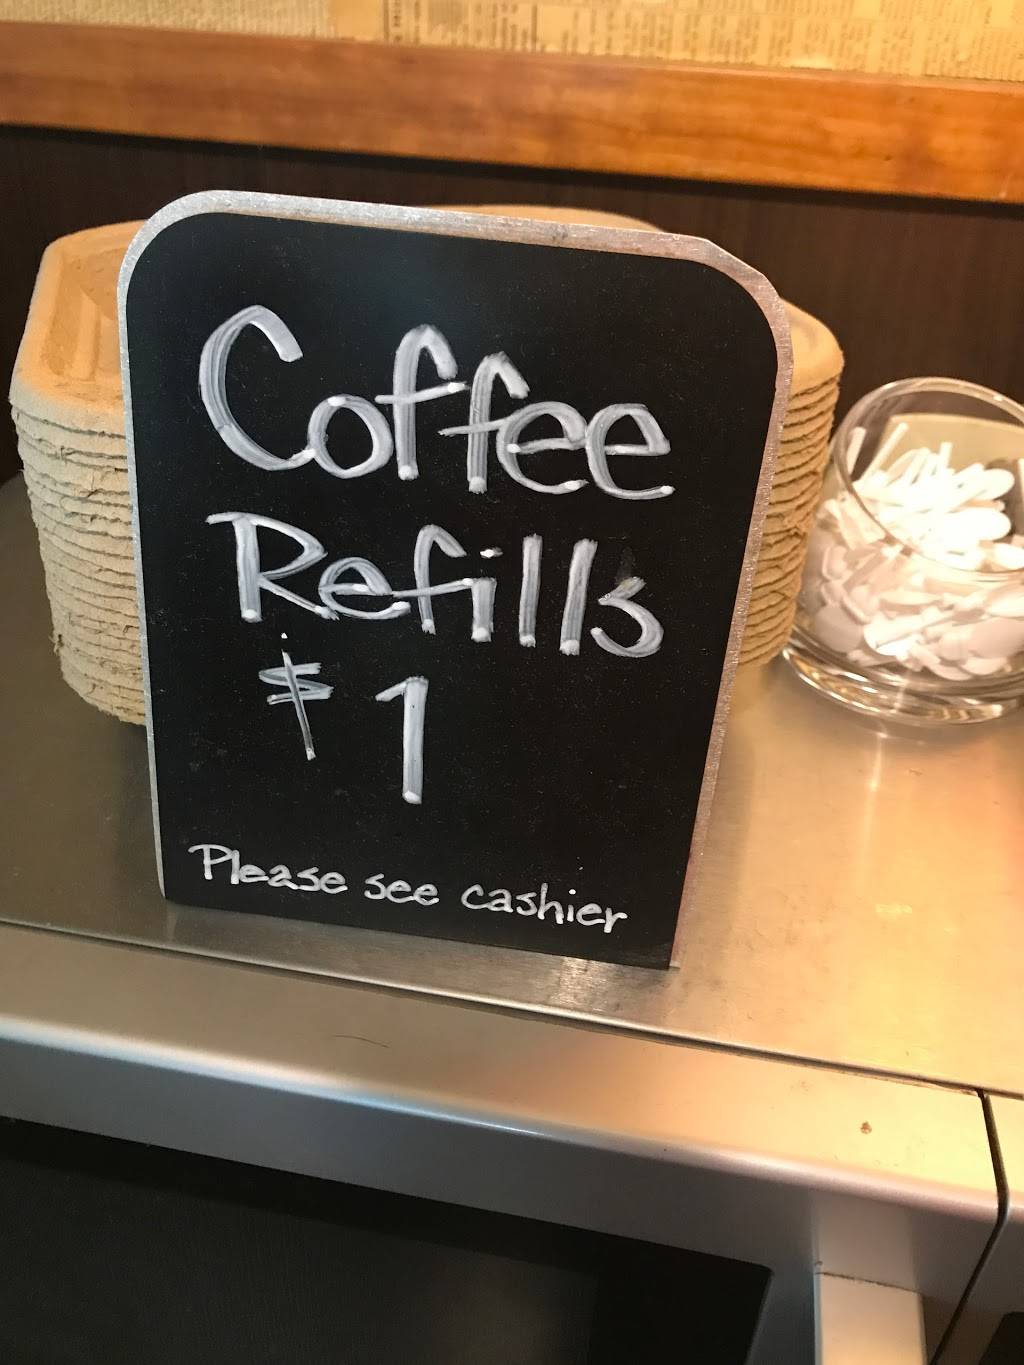 Coffee
Refills
$ 1
Please see cashier